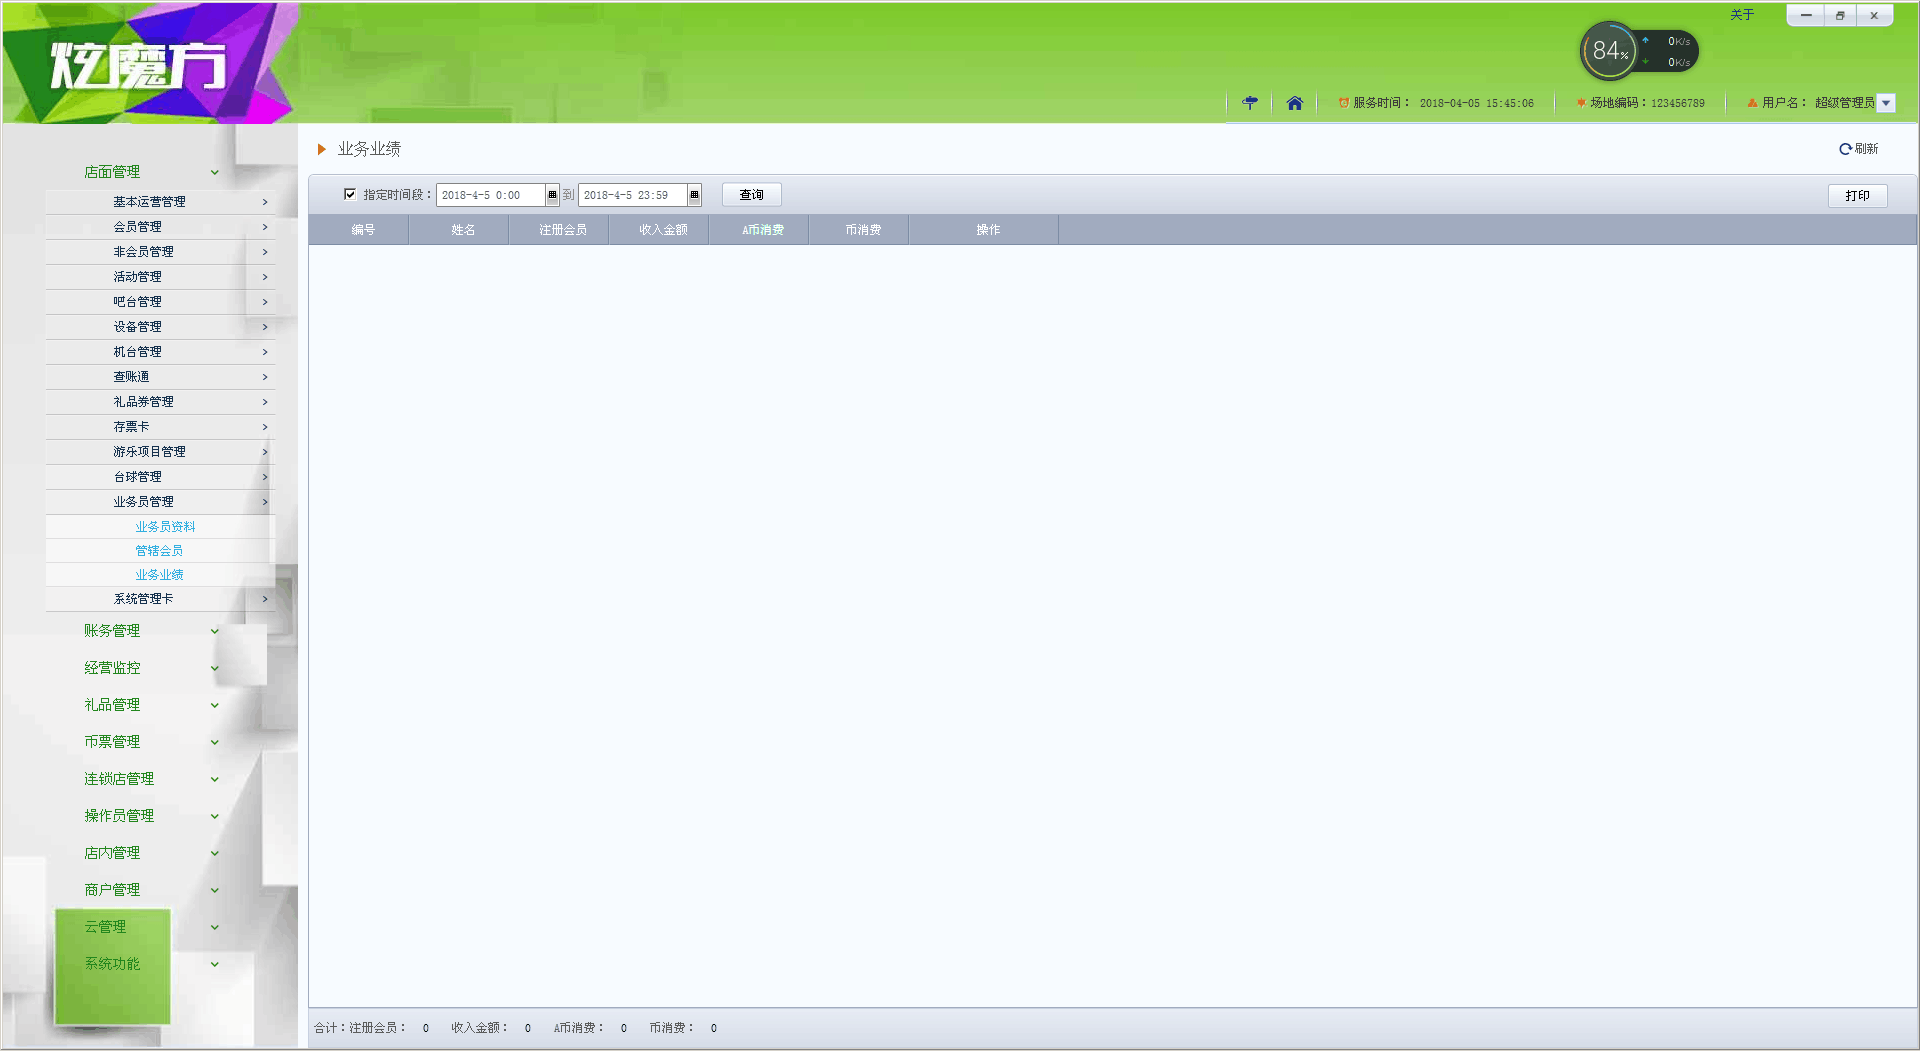 炫魔方
关于
84%
0K/s
0K/s
服务时间： 2018-04-05 15:45:06
场地编码：123456789
用户名： 超级管理员
店面管理
基本运营管理
会员管理
非会员管理
活动管理
吧台管理
设备管理
机台管理
查账通
礼品券管理
存票卡
游乐项目管理
台球管理
业务员管理
业务员资料
管辖会员
业务业绩
系统管理卡
账务管理
经营监控
礼品管理
币票管理
连锁店管理
操作员管理
店内管理
商户管理
云管理
系统功能
业务业绩
刷新
指定时间段： 2018-4-5 0:00 到 2018-4-5 23:59 查询
打印
编号 姓名 注册会员 收入金额 A币消费 币消费 操作
合计：注册会员： 0 收入金额： 0 A币消费： 0 币消费： 0